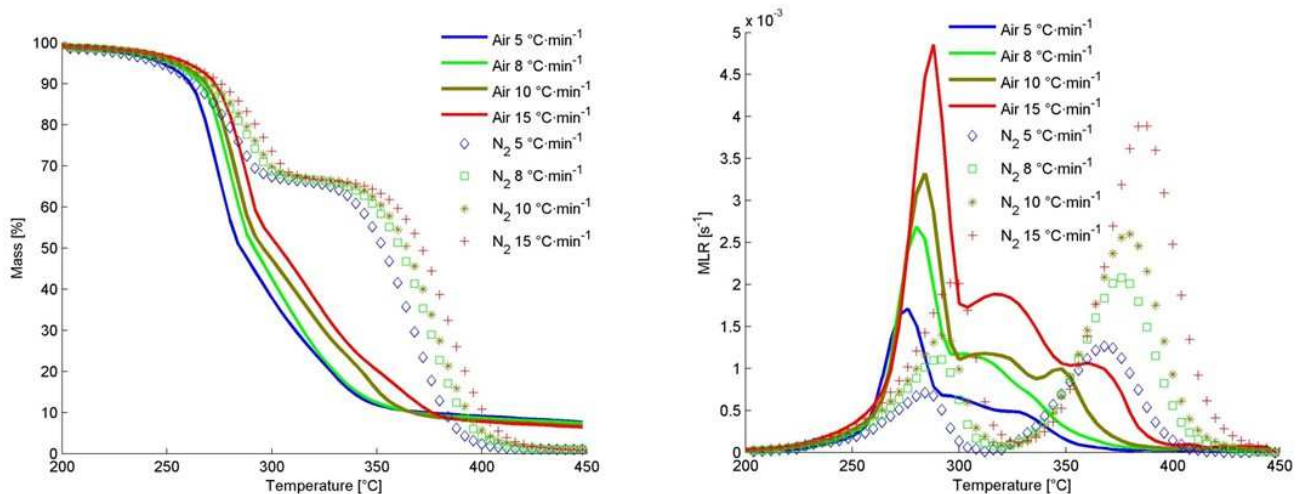 100
90
80
70
60
50
40
30
20
10
0
Mass [%]
200 250 300 350 400 450
Temperature [°C]
Air 5 °C·min⁻¹
Air 8 °C·min⁻¹
Air 10 °C·min⁻¹
Air 15 °C·min⁻¹
N₂ 5 °C·min⁻¹
N₂ 8 °C·min⁻¹
N₂ 10 °C·min⁻¹
N₂ 15 °C·min⁻¹
x 10⁻³
5
4.5
4
3.5
3
2.5
2
1.5
1
0.5
0
MLR [s⁻¹]
200 250 300 350 400 450
Temperature [°C]
Air 5 °C·min⁻¹
Air 8 °C·min⁻¹
Air 10 °C·min⁻¹
Air 15 °C·min⁻¹
N₂ 5 °C·min⁻¹
N₂ 8 °C·min⁻¹
N₂ 10 °C·min⁻¹
N₂ 15 °C·min⁻¹